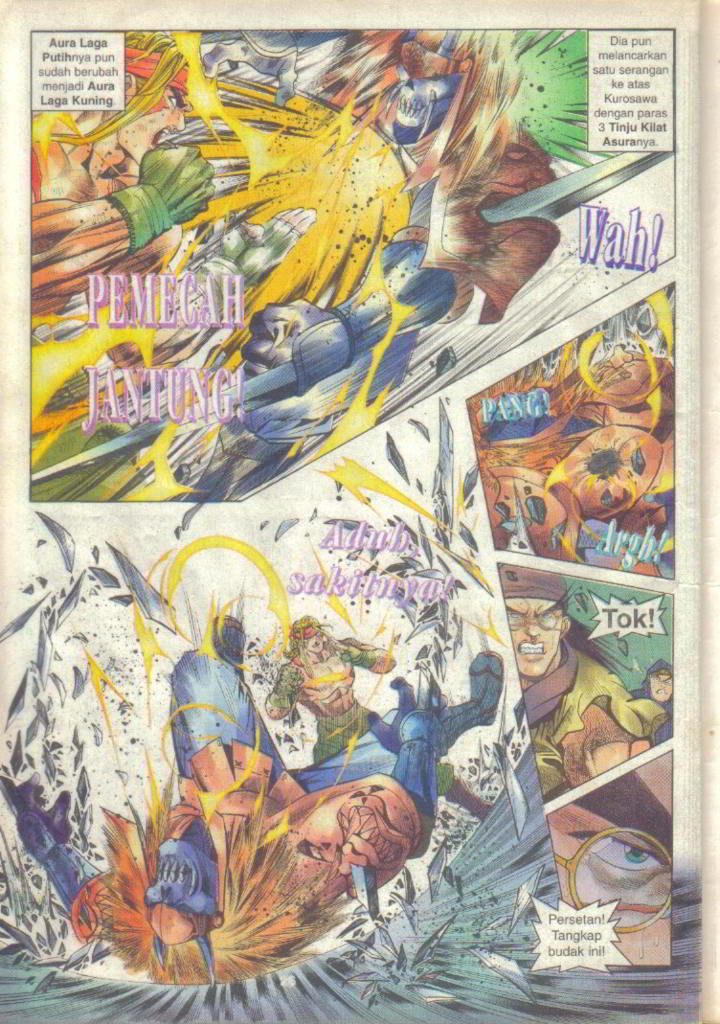 Aura Laga
Putihnya pun
sudah berubah
menjadi Aura
Laga Kuning.
Dia pun
melancarkan
satu serangan
ke atas
Kurosawa
dengan paras
3 Tinju Kilat
Asuranya.
Wah!
PEMECAH
JANTUNG!
PANG!
Argh!
Aduh,
sakitnya!
Tok!
Persetan!
Tangkap
budak ini!